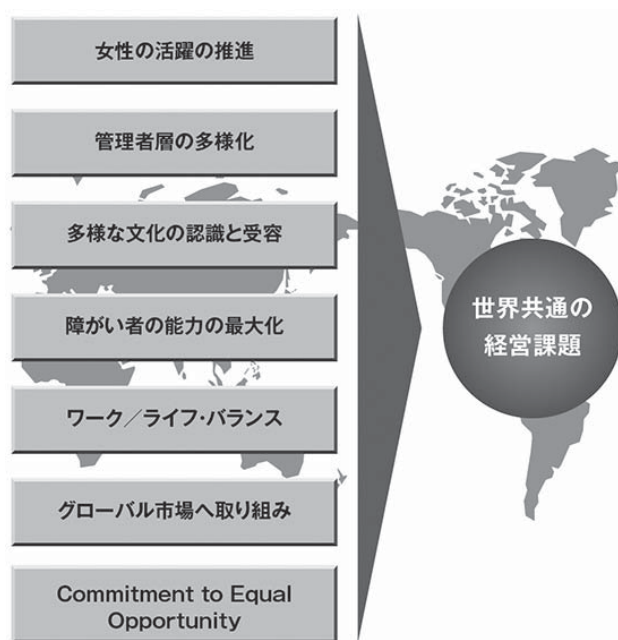 女性の活躍の推進
管理者層の多様化
多様な文化の認識と受容
障がい者の能力の最大化
ワーク／ライフ・バランス
グローバル市場へ取り組み
Commitment to Equal
Opportunity
世界共通の
経営課題